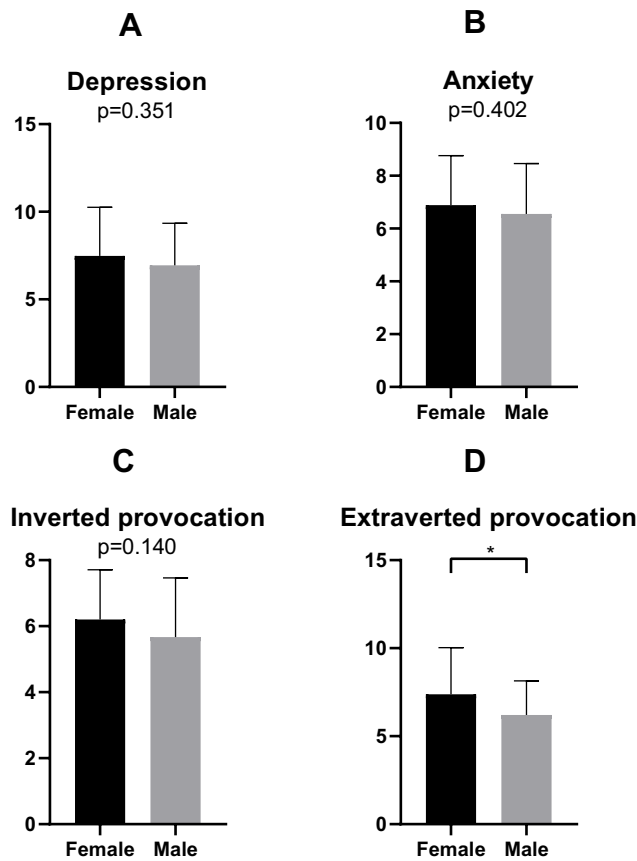 A
Depression
p=0.351
15
10
5
0
Female Male
B
Anxiety
p=0.402
10
8
6
4
2
0
Female Male
C
Inverted provocation
p=0.140
8
6
4
2
0
Female Male
D
Extraverted provocation
15
*
10
5
0
Female Male